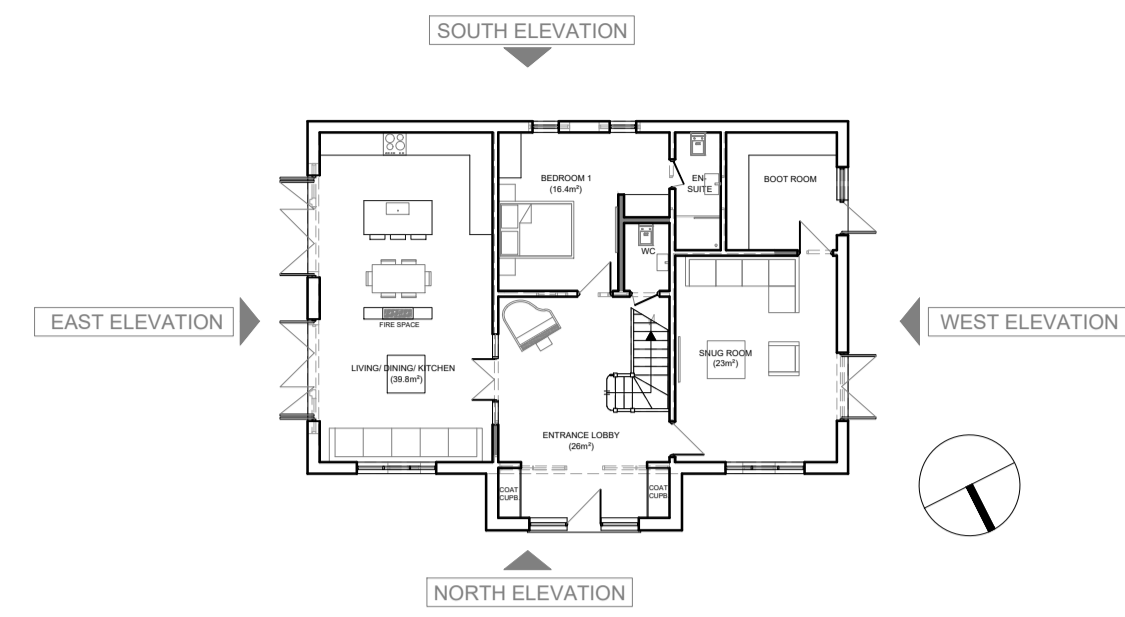 SOUTH ELEVATION
BEDROOM 1
(16.4m²)
EN-
SUITE
BOOT ROOM
WC
EAST ELEVATION
WEST ELEVATION
FIRE SPACE
SNUG ROOM
(23m²)
LIVING/ DINING/ KITCHEN
(39.8m²)
ENTRANCE LOBBY
(26m²)
COAT
CUPB.
COAT
CUPB.
NORTH ELEVATION